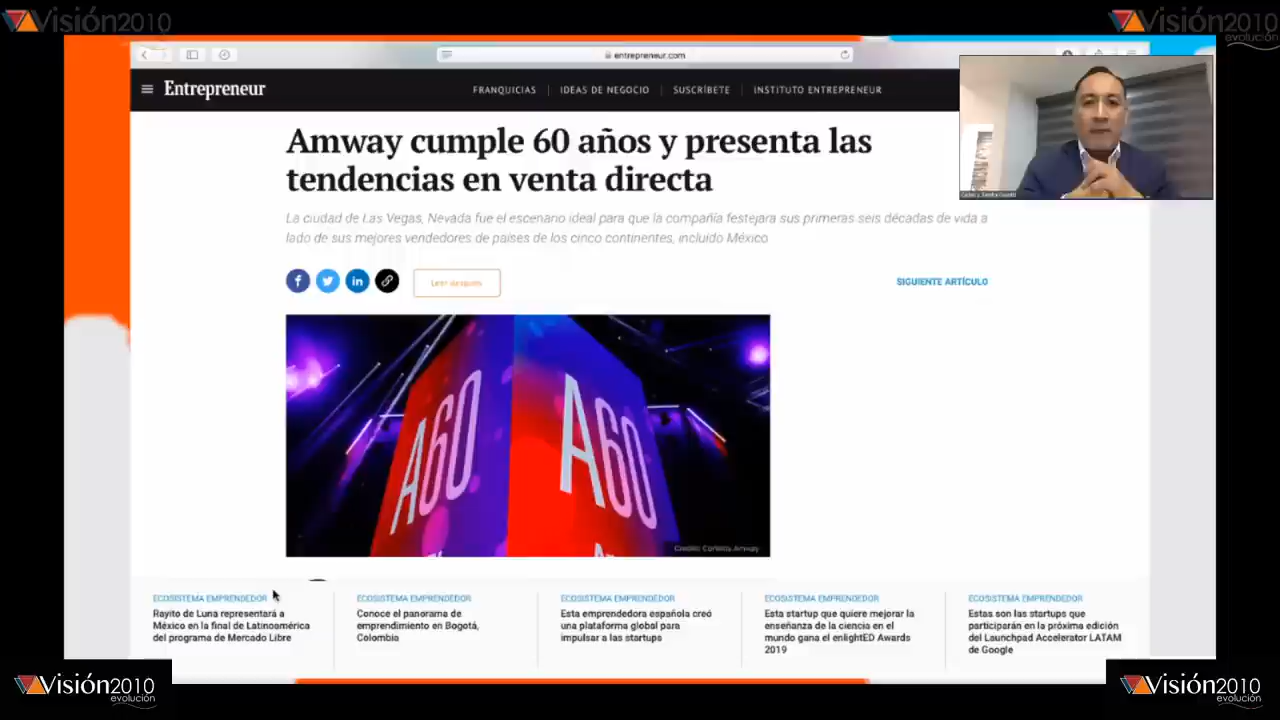 Visión2010
Visión2010
evolución
entrepreneur.com
Entrepreneur
FRANQUICIAS
IDEAS DE NEGOCIO
SUSCRÍBETE
INSTITUTO ENTREPRENEUR
Amway cumple 60 años y presenta las
tendencias en venta directa
La ciudad de Las Vegas, Nevada fue el escenario ideal para que la compañía festejara sus primeras seis décadas de vida a
lado de sus mejores vendedores de países de los cinco continentes, incluido México
Leer después
SIGUIENTE ARTÍCULO
A60
A60
Crédito: Cortesía Amway
ECOSISTEMA EMPRENDEDOR
Rayito de Luna representará a
México en la final de Latinoamérica
del programa de Mercado Libre
ECOSISTEMA EMPRENDEDOR
Conoce el panorama de
emprendimiento en Bogotá,
Colombia
ECOSISTEMA EMPRENDEDOR
Esta emprendedora española creó
una plataforma global para
impulsar a las startups
ECOSISTEMA EMPRENDEDOR
Esta startup que quiere mejorar la
enseñanza de la ciencia en el
mundo gana el enlightED Awards
2019
ECOSISTEMA EMPRENDEDOR
Estas son las startups que
participarán en la próxima edición
del Launchpad Accelerator LATAM
de Google
Visión2010
evolución
Visión2010
evolución